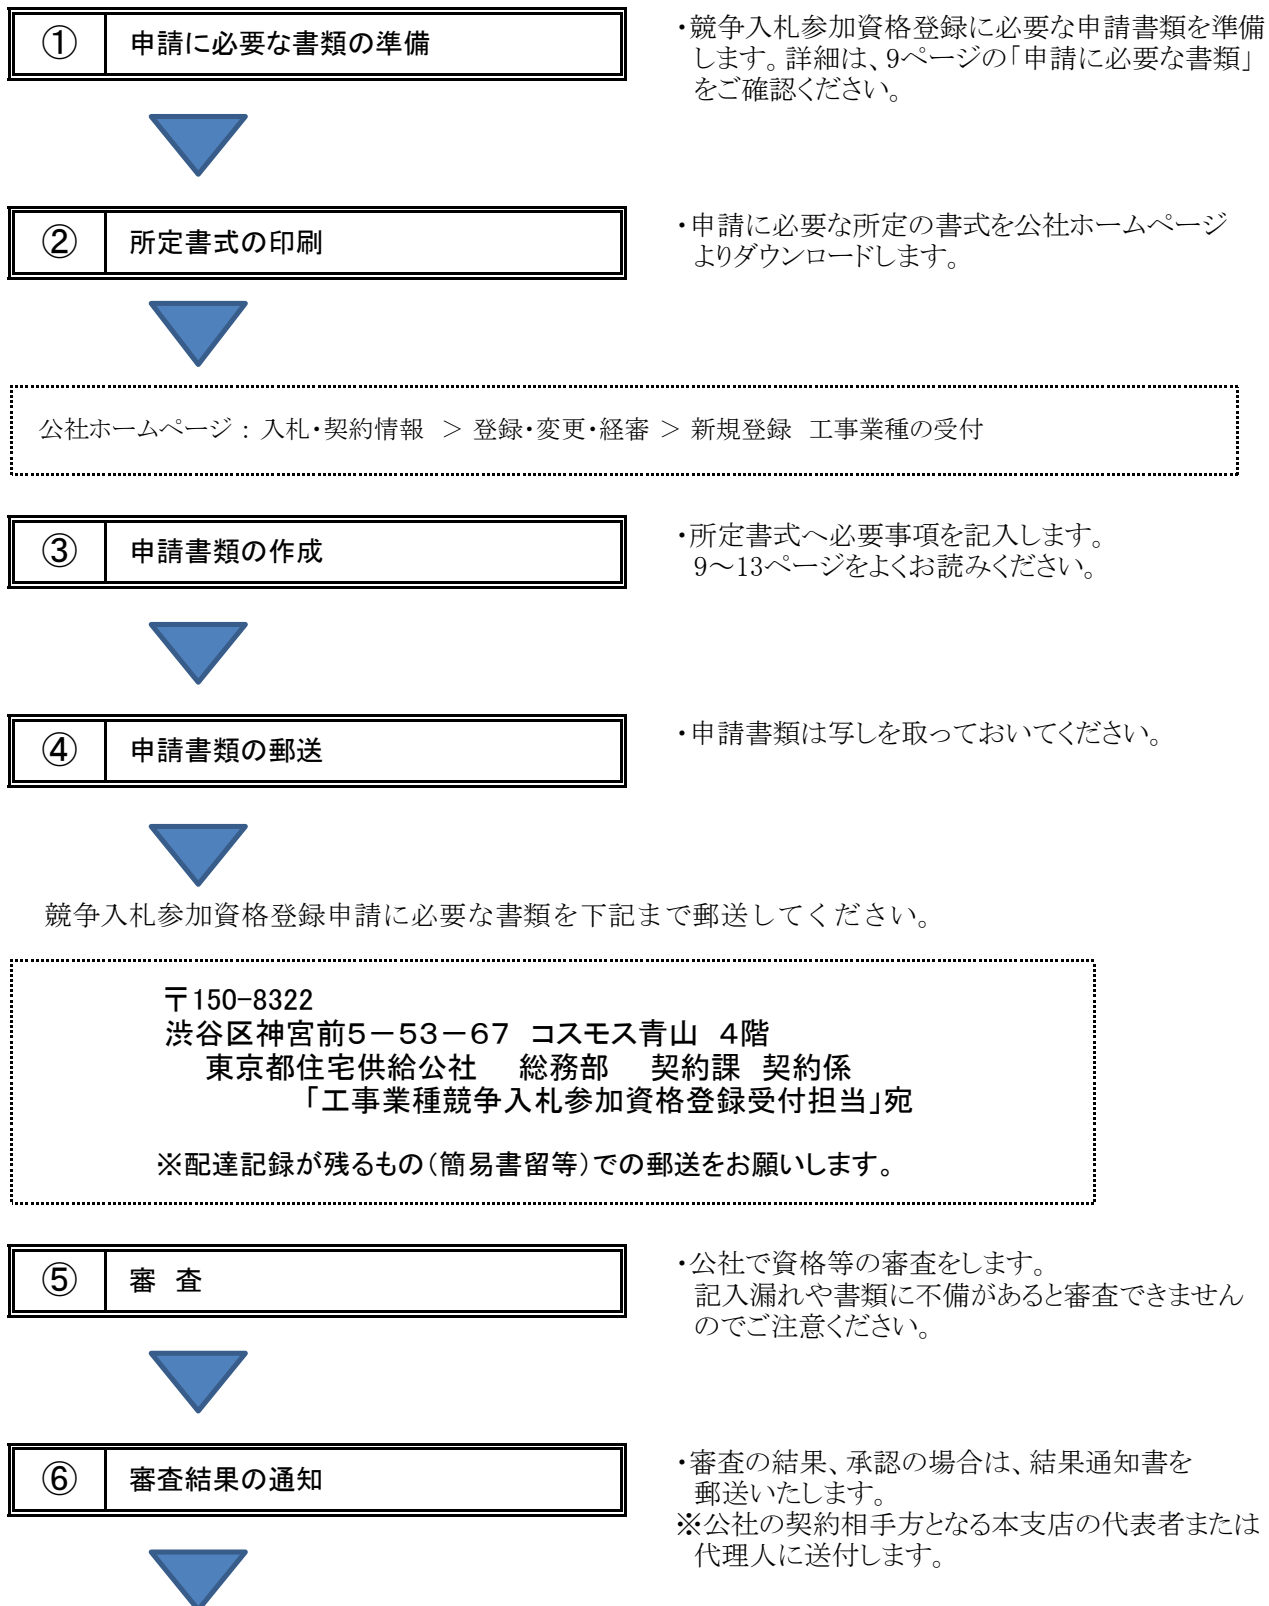 ① 申請に必要な書類の準備
・競争入札参加資格登録に必要な申請書類を準備
します。詳細は、9ページの「申請に必要な書類」
をご確認ください。
② 所定書式の印刷
・申請に必要な所定の書式を公社ホームページ
よりダウンロードします。
公社ホームページ：入札・契約情報 ＞ 登録・変更・経審 ＞ 新規登録 工事業種の受付
③ 申請書類の作成
・所定書式へ必要事項を記入します。
9～13ページをよくお読みください。
④ 申請書類の郵送
・申請書類は写しを取っておいてください。
競争入札参加資格登録申請に必要な書類を下記まで郵送してください。
〒150-8322
渋谷区神宮前５－５３－６７ コスモス青山 ４階
東京都住宅供給公社 総務部 契約課 契約係
「工事業種競争入札参加資格登録受付担当」宛
※配達記録が残るもの（簡易書留等）での郵送をお願いします。
⑤ 審 査
・公社で資格等の審査をします。
記入漏れや書類に不備があると審査できません
のでご注意ください。
⑥ 審査結果の通知
・審査の結果、承認の場合は、結果通知書を
郵送いたします。
※公社の契約相手方となる本支店の代表者または
代理人に送付します。